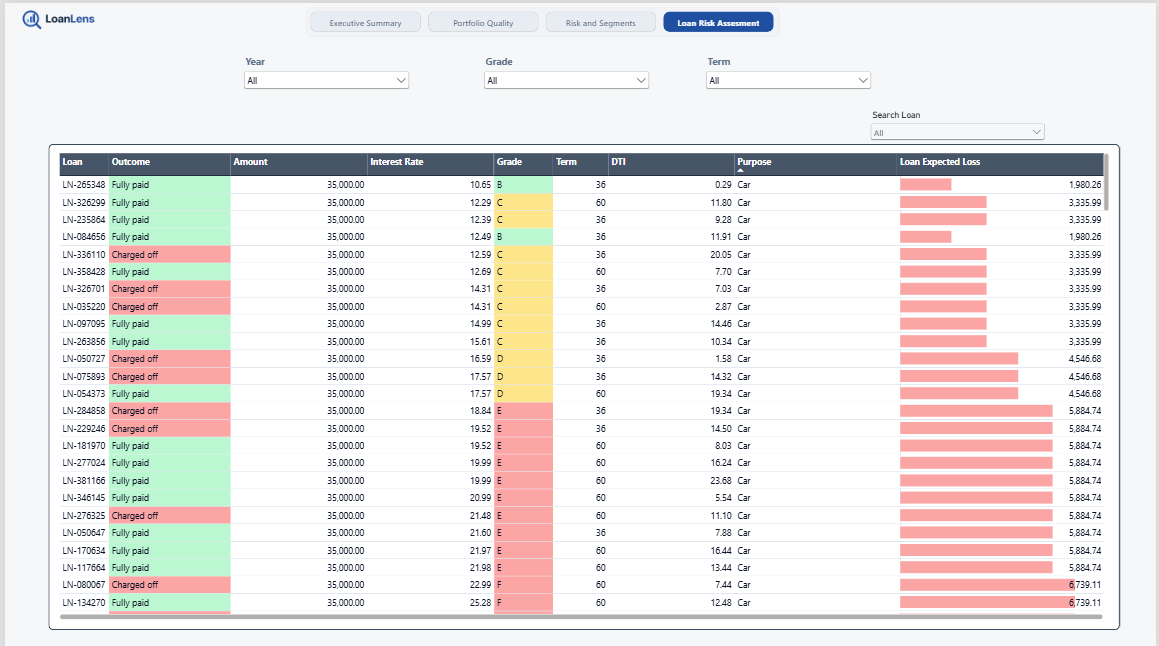 LoanLens
Executive Summary Portfolio Quality Risk and Segments Loan Risk Assesment
Year Grade Term
All All All
Search Loan
All
Loan Outcome Amount Interest Rate Grade Term DTI Purpose Loan Expected Loss
LN-265348 Fully paid 35,000.00 10.65 B 36 0.29 Car 1,980.26
LN-326299 Fully paid 35,000.00 12.29 C 60 11.80 Car 3,335.99
LN-235864 Fully paid 35,000.00 12.39 C 36 9.28 Car 3,335.99
LN-084656 Fully paid 35,000.00 12.49 B 36 11.91 Car 1,980.26
LN-336110 Charged off 35,000.00 12.59 C 36 20.05 Car 3,335.99
LN-358428 Fully paid 35,000.00 12.69 C 60 7.70 Car 3,335.99
LN-326701 Charged off 35,000.00 14.31 C 36 7.03 Car 3,335.99
LN-035220 Charged off 35,000.00 14.31 C 60 2.87 Car 3,335.99
LN-097095 Fully paid 35,000.00 14.99 C 36 14.46 Car 3,335.99
LN-263856 Fully paid 35,000.00 15.61 C 36 10.34 Car 3,335.99
LN-050727 Charged off 35,000.00 16.59 D 36 1.58 Car 4,546.68
LN-075893 Charged off 35,000.00 17.57 D 36 14.32 Car 4,546.68
LN-054373 Fully paid 35,000.00 17.57 D 60 19.34 Car 4,546.68
LN-284858 Charged off 35,000.00 18.84 E 36 19.34 Car 5,884.74
LN-229246 Charged off 35,000.00 19.52 E 36 14.50 Car 5,884.74
LN-181970 Fully paid 35,000.00 19.52 E 60 8.03 Car 5,884.74
LN-277024 Fully paid 35,000.00 19.99 E 60 16.24 Car 5,884.74
LN-381166 Fully paid 35,000.00 19.99 E 60 23.68 Car 5,884.74
LN-346145 Fully paid 35,000.00 20.99 E 60 5.54 Car 5,884.74
LN-276325 Charged off 35,000.00 21.48 E 60 11.10 Car 5,884.74
LN-050647 Fully paid 35,000.00 21.60 E 36 7.88 Car 5,884.74
LN-170634 Fully paid 35,000.00 21.97 E 60 16.44 Car 5,884.74
LN-117664 Fully paid 35,000.00 21.98 E 60 13.44 Car 5,884.74
LN-080067 Charged off 35,000.00 22.99 F 60 7.44 Car 6,739.11
LN-134270 Fully paid 35,000.00 25.28 F 60 12.48 Car 6,739.11